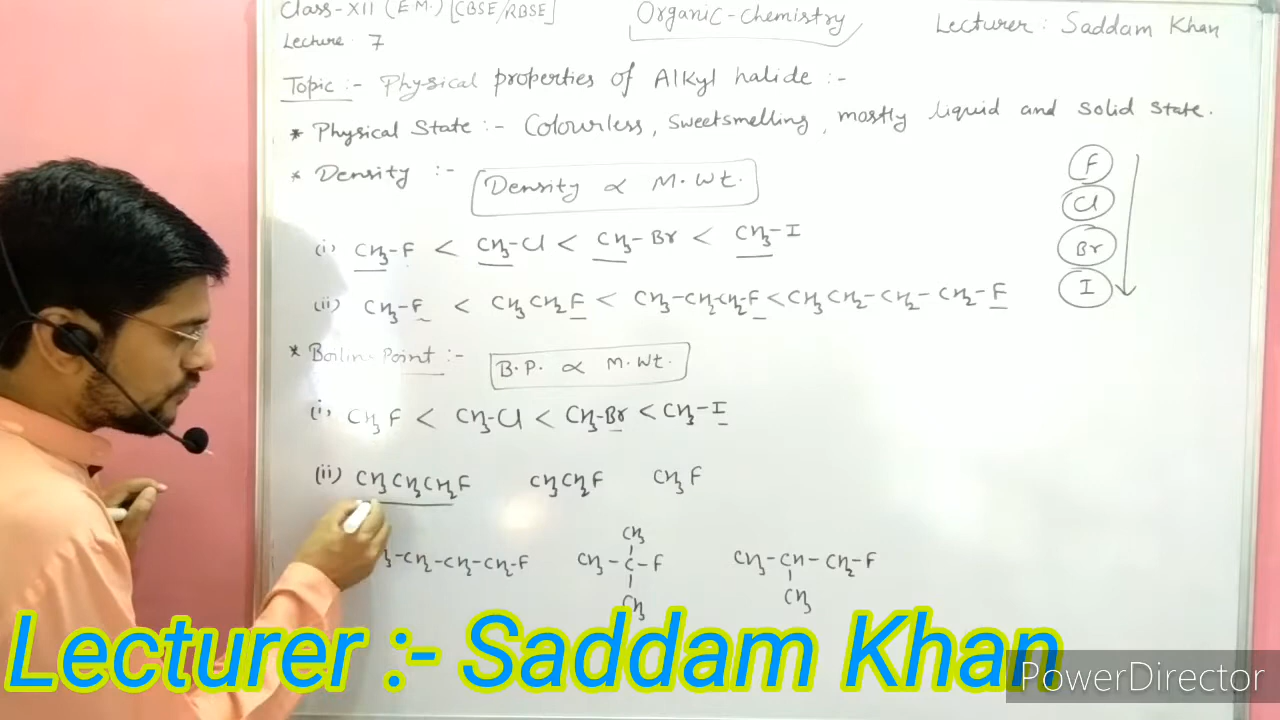 Class-XII (E.M.) [CBSE/RBSE] Organic-Chemistry Lecturer : Saddam Khan
Lecture 7
Topic :- Physical properties of Alkyl halide :-
* Physical State :- Colourless, Sweetsmelling, mostly liquid and Solid State.
* Density :- Density ∝ M.Wt.
F
Cl
Br
I
(i) CH3-F < CH3-Cl < CH3-Br < CH3-I
(ii) CH3-F < CH3CH2F < CH3-CH2-CH2-F < CH3CH2-CH2-CH2-F
* Boilin Point :- B.P. ∝ M.Wt.
(i) CH3F < CH3-Cl < CH3-Br < CH3-I
(ii) CH3CH3CH2F CH3CH2F CH3F
CH3
3-CH2-CH2-CH2-F CH3-C-F CH3-CH-CH2-F
CH3 CH3
Lecturer :- Saddam Khan
PowerDirector